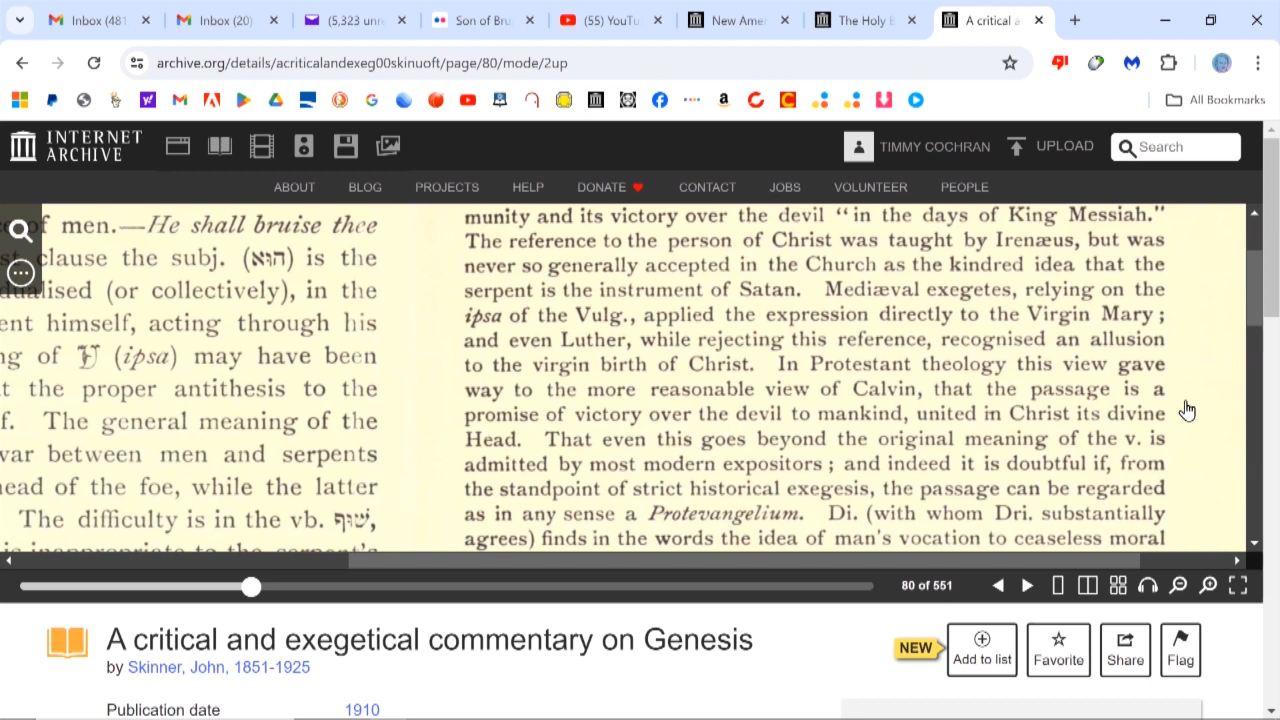 Inbox (481
Inbox (20)
(5,323 unr
Son of Bru
(55) YouTu
New Ame
The Holy B
A critical a
archive.org/details/acriticalandexeg00skinuoft/page/80/mode/2up
All Bookmarks
INTERNET
ARCHIVE
TIMMY COCHRAN
UPLOAD
Search
ABOUT
BLOG
PROJECTS
HELP
DONATE
CONTACT
JOBS
VOLUNTEER
PEOPLE
of men.—He shall bruise thee
clause the subj. (הוּא) is the
dualised (or collectively), in the
ent himself, acting through his
ng of 𝔙 (ipsa) may have been
t the proper antithesis to the
f. The general meaning of the
war between men and serpents
head of the foe, while the latter
The difficulty is in the vb. שׁוּף,
is inappropriate to the serpent's
munity and its victory over the devil “in the days of King Messiah.”
The reference to the person of Christ was taught by Irenæus, but was
never so generally accepted in the Church as the kindred idea that the
serpent is the instrument of Satan. Mediæval exegetes, relying on the
ipsa of the Vulg., applied the expression directly to the Virgin Mary;
and even Luther, while rejecting this reference, recognised an allusion
to the virgin birth of Christ. In Protestant theology this view gave
way to the more reasonable view of Calvin, that the passage is a
promise of victory over the devil to mankind, united in Christ its divine
Head. That even this goes beyond the original meaning of the v. is
admitted by most modern expositors; and indeed it is doubtful if, from
the standpoint of strict historical exegesis, the passage can be regarded
as in any sense a Protevangelium. Di. (with whom Dri. substantially
agrees) finds in the words the idea of man's vocation to ceaseless moral
80 of 551
A critical and exegetical commentary on Genesis
by Skinner, John, 1851-1925
NEW
Add to list
Favorite
Share
Flag
Publication date
1910